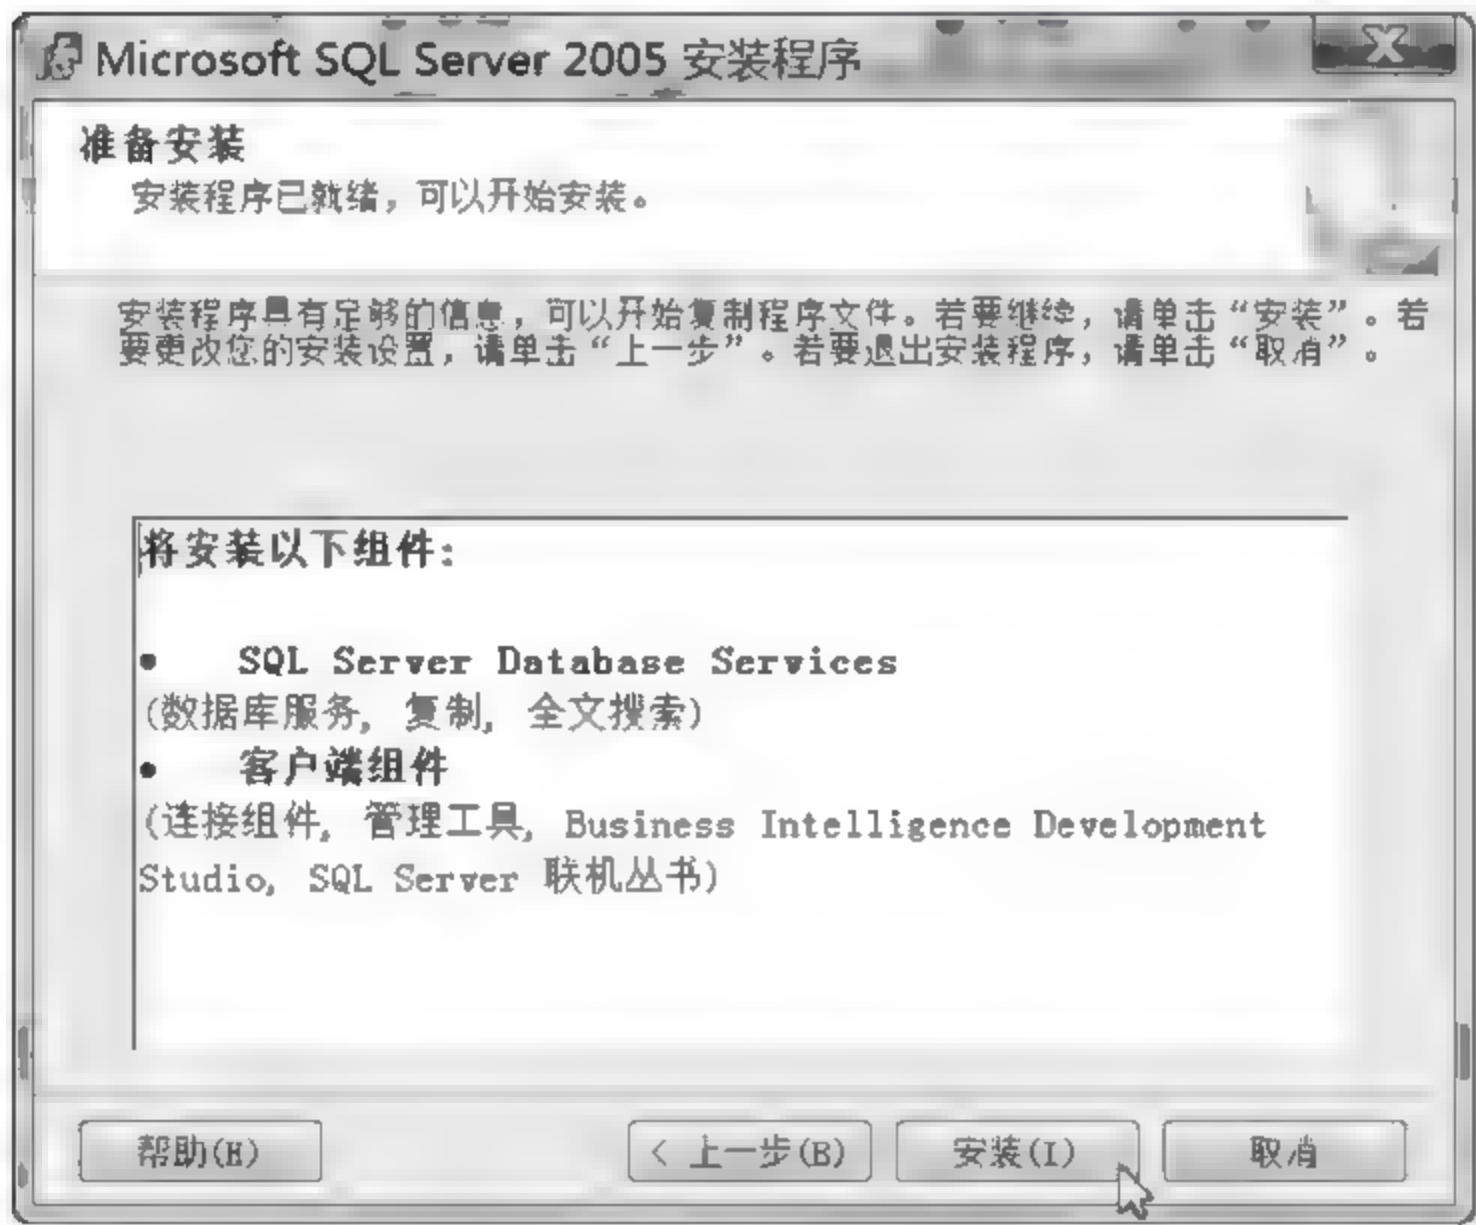 Microsoft SQL Server 2005 安装程序
准备安装
安装程序已就绪，可以开始安装。
安装程序具有足够的信息，可以开始复制程序文件。若要继续，请单击“安装”。若
要更改您的安装设置，请单击“上一步”。若要退出安装程序，请单击“取消”。
将安装以下组件：
• SQL Server Database Services
(数据库服务, 复制, 全文搜索)
• 客户端组件
(连接组件, 管理工具, Business Intelligence Development
Studio, SQL Server 联机丛书)
帮助(H) < 上一步(B) 安装(I) 取消